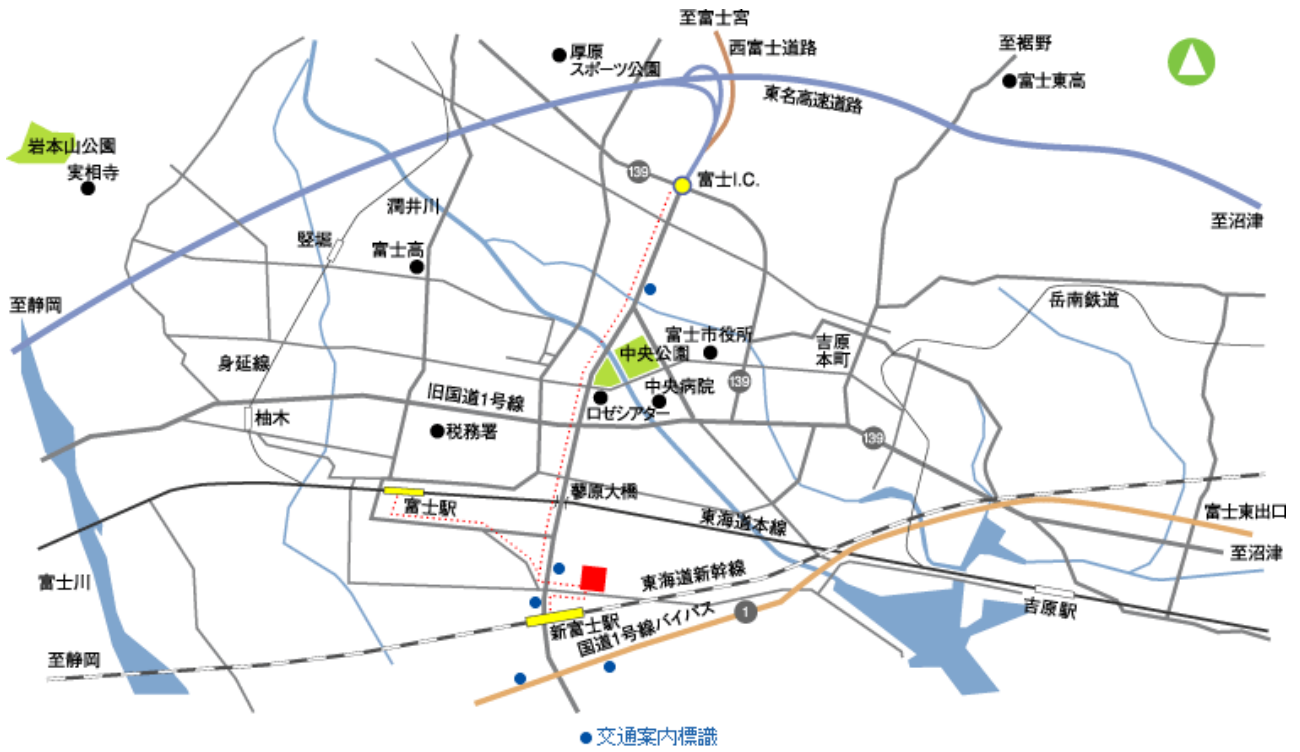 至富士宮
西富士道路
至裾野
厚原
スポーツ公園
富士東高
東名高速道路
岩本山公園
実相寺
139
富士I.C.
潤井川
至沼津
竪堀
富士高
至静岡
岳南鉄道
富士市役所
吉原
本町
中央公園
身延線
139
中央病院
旧国道1号線
ロゼシアター
柚木
税務署
139
蓼原大橋
富士駅
東海道本線
富士東出口
至沼津
富士川
東海道新幹線
吉原駅
新富士駅
国道1号線バイパス
1
至静岡
交通案内標識